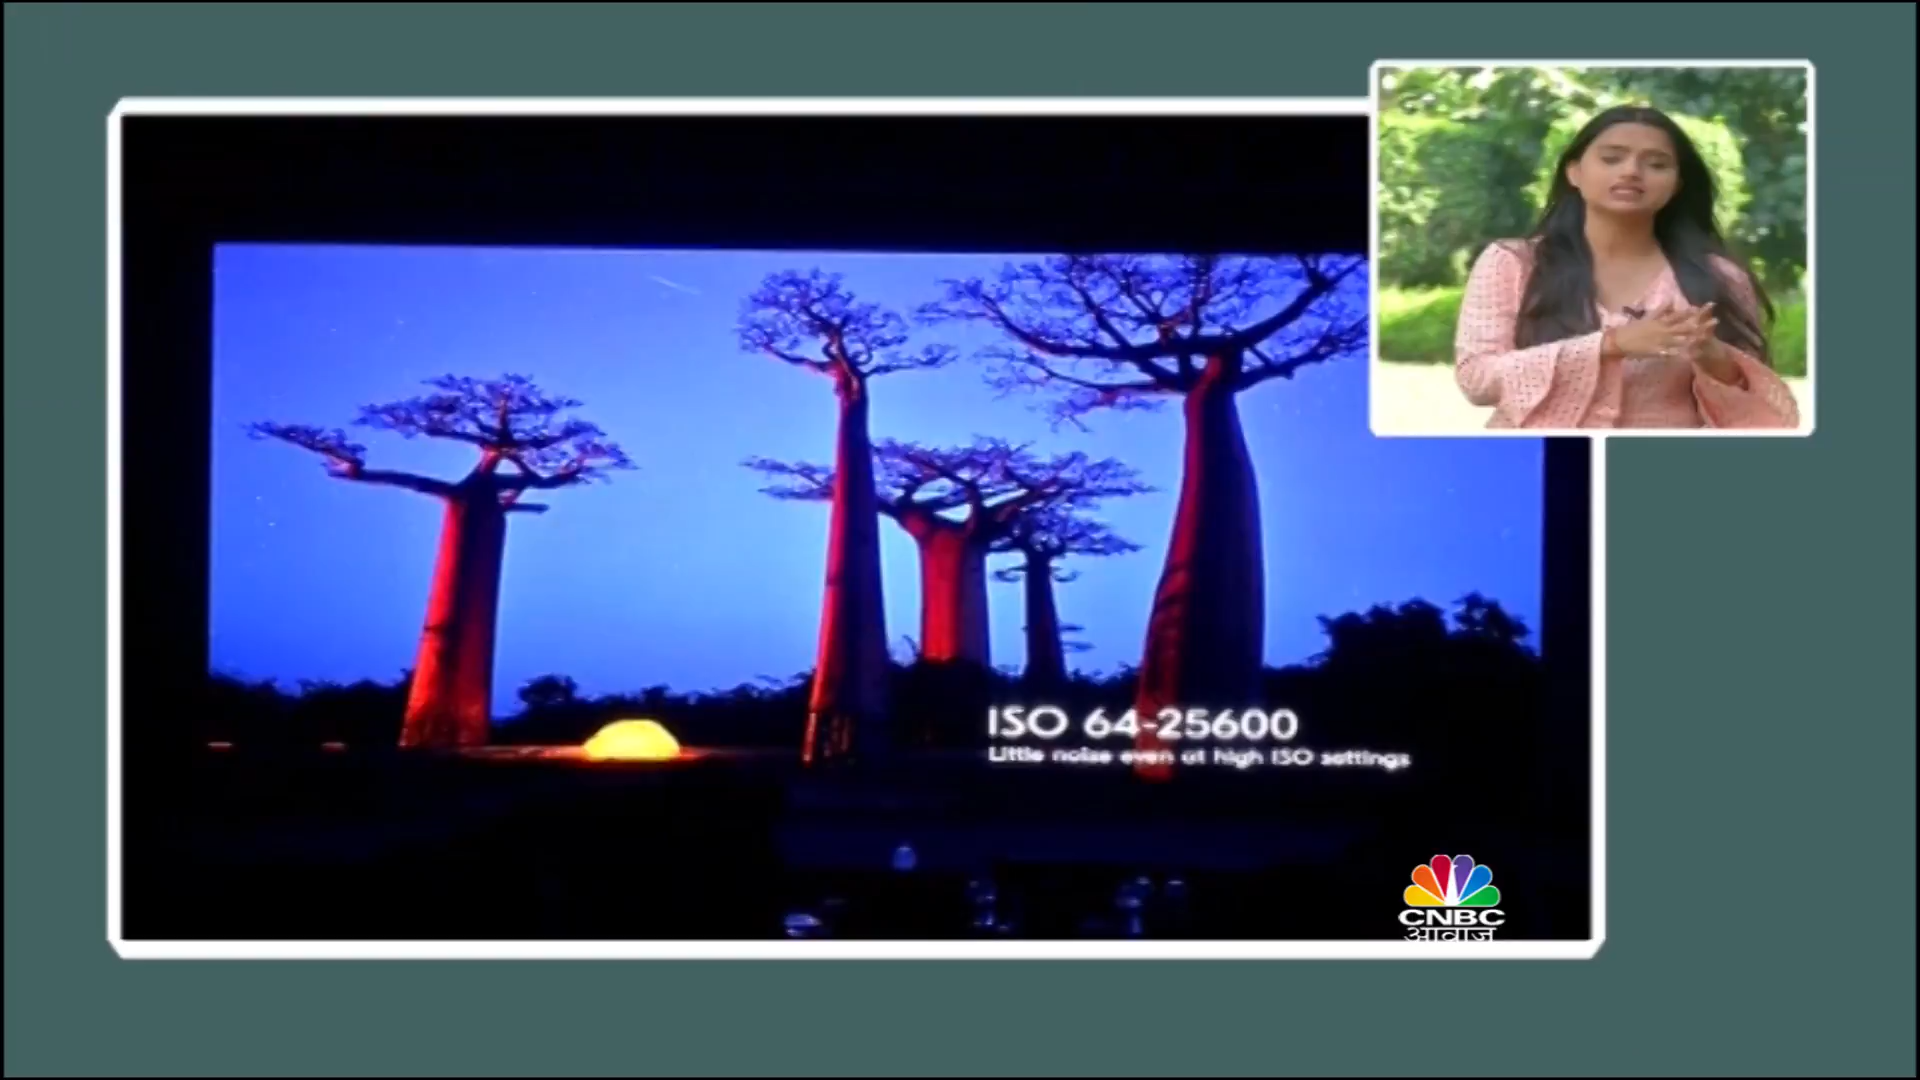 ISO 64-25600
Little noise even at high ISO settings
CNBC
आवाज